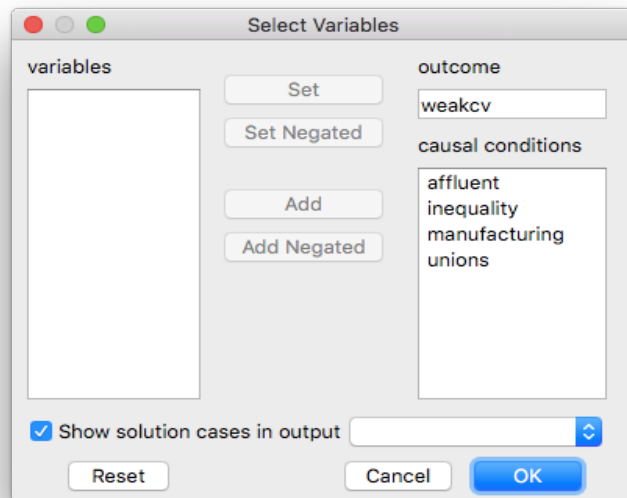 Select Variables
variables
Set
Set Negated
Add
Add Negated
outcome
weakcv
causal conditions
affluent
inequality
manufacturing
unions
Show solution cases in output
Reset
Cancel
OK